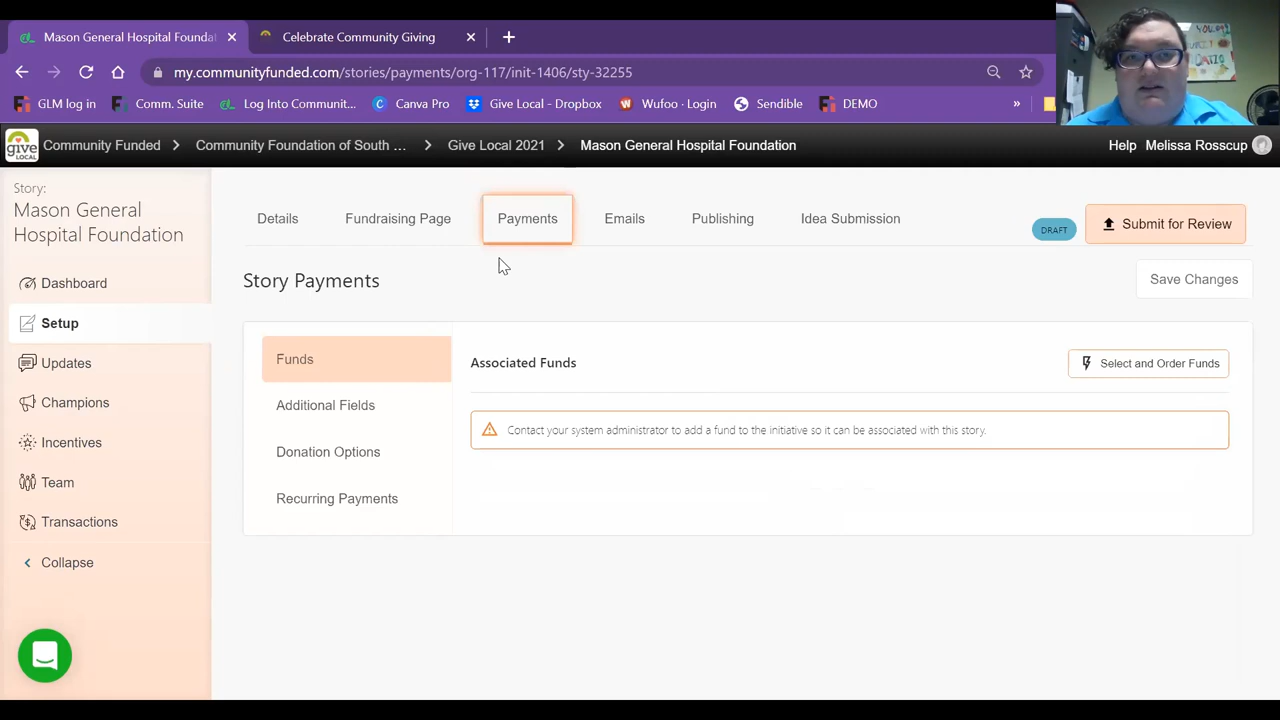 Mason General Hospital Foundat
Celebrate Community Giving
my.communityfunded.com/stories/payments/org-117/init-1406/sty-32255
GLM log in
Comm. Suite
Log Into Communit...
Canva Pro
Give Local - Dropbox
Wufoo · Login
Sendible
DEMO
»
give LOCAL
Community Funded
Community Foundation of South ...
Give Local 2021
Mason General Hospital Foundation
Help
Melissa Rosscup
Story:
Mason General
Hospital Foundation
Dashboard
Setup
Updates
Champions
Incentives
Team
Transactions
Collapse
Details
Fundraising Page
Payments
Emails
Publishing
Idea Submission
DRAFT
Submit for Review
Story Payments
Save Changes
Funds
Additional Fields
Donation Options
Recurring Payments
Associated Funds
Select and Order Funds
Contact your system administrator to add a fund to the initiative so it can be associated with this story.